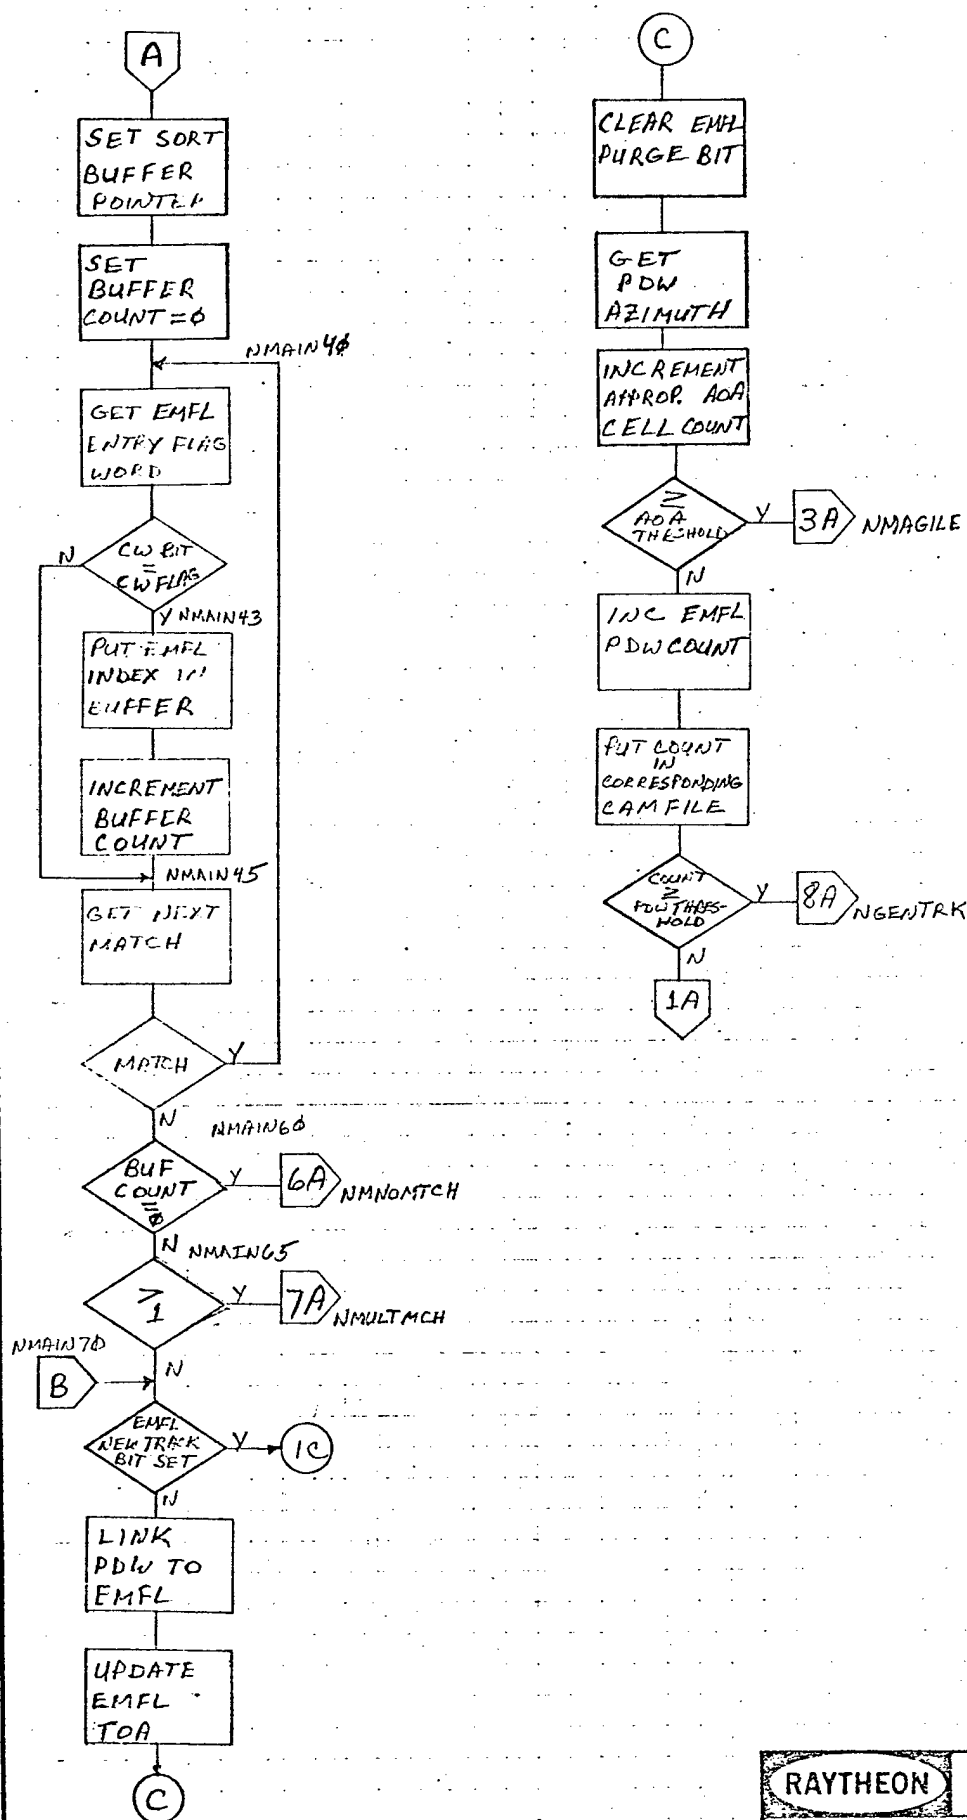 A
SET SORT
BUFFER
POINTER
SET
BUFFER
COUNT=Ø
NMAIN4Ø
GET EMFL
ENTRY FLAG
WORD
CW BIT
=
CW FLAG
N
Y NMAIN43
PUT EMFL
INDEX IN
BUFFER
INCREMENT
BUFFER
COUNT
NMAIN45
GET NEXT
MATCH
MATCH
Y
N
NMAIN6Ø
BUF
COUNT
=Ø
Y
6A
NMNOMTCH
N NMAIN65
>
1
Y
7A
NMULTMCH
NMAIN7Ø
B
N
EMFL
NEW TRACK
BIT SET
Y
1C
N
LINK
PDW TO
EMFL
UPDATE
EMFL
TOA
C
C
CLEAR EMFL
PURGE BIT
GET
PDW
AZIMUTH
INCREMENT
APPROP. AOA
CELL COUNT
≥
AOA
THESHOLD
Y
3A
NMAGILE
N
INC EMFL
PDW COUNT
PUT COUNT
IN
CORRESPONDING
CAM FILE
COUNT
≥
PDW THRES-
HOLD
Y
8A
NGENTRK
N
1A
RAYTHEON